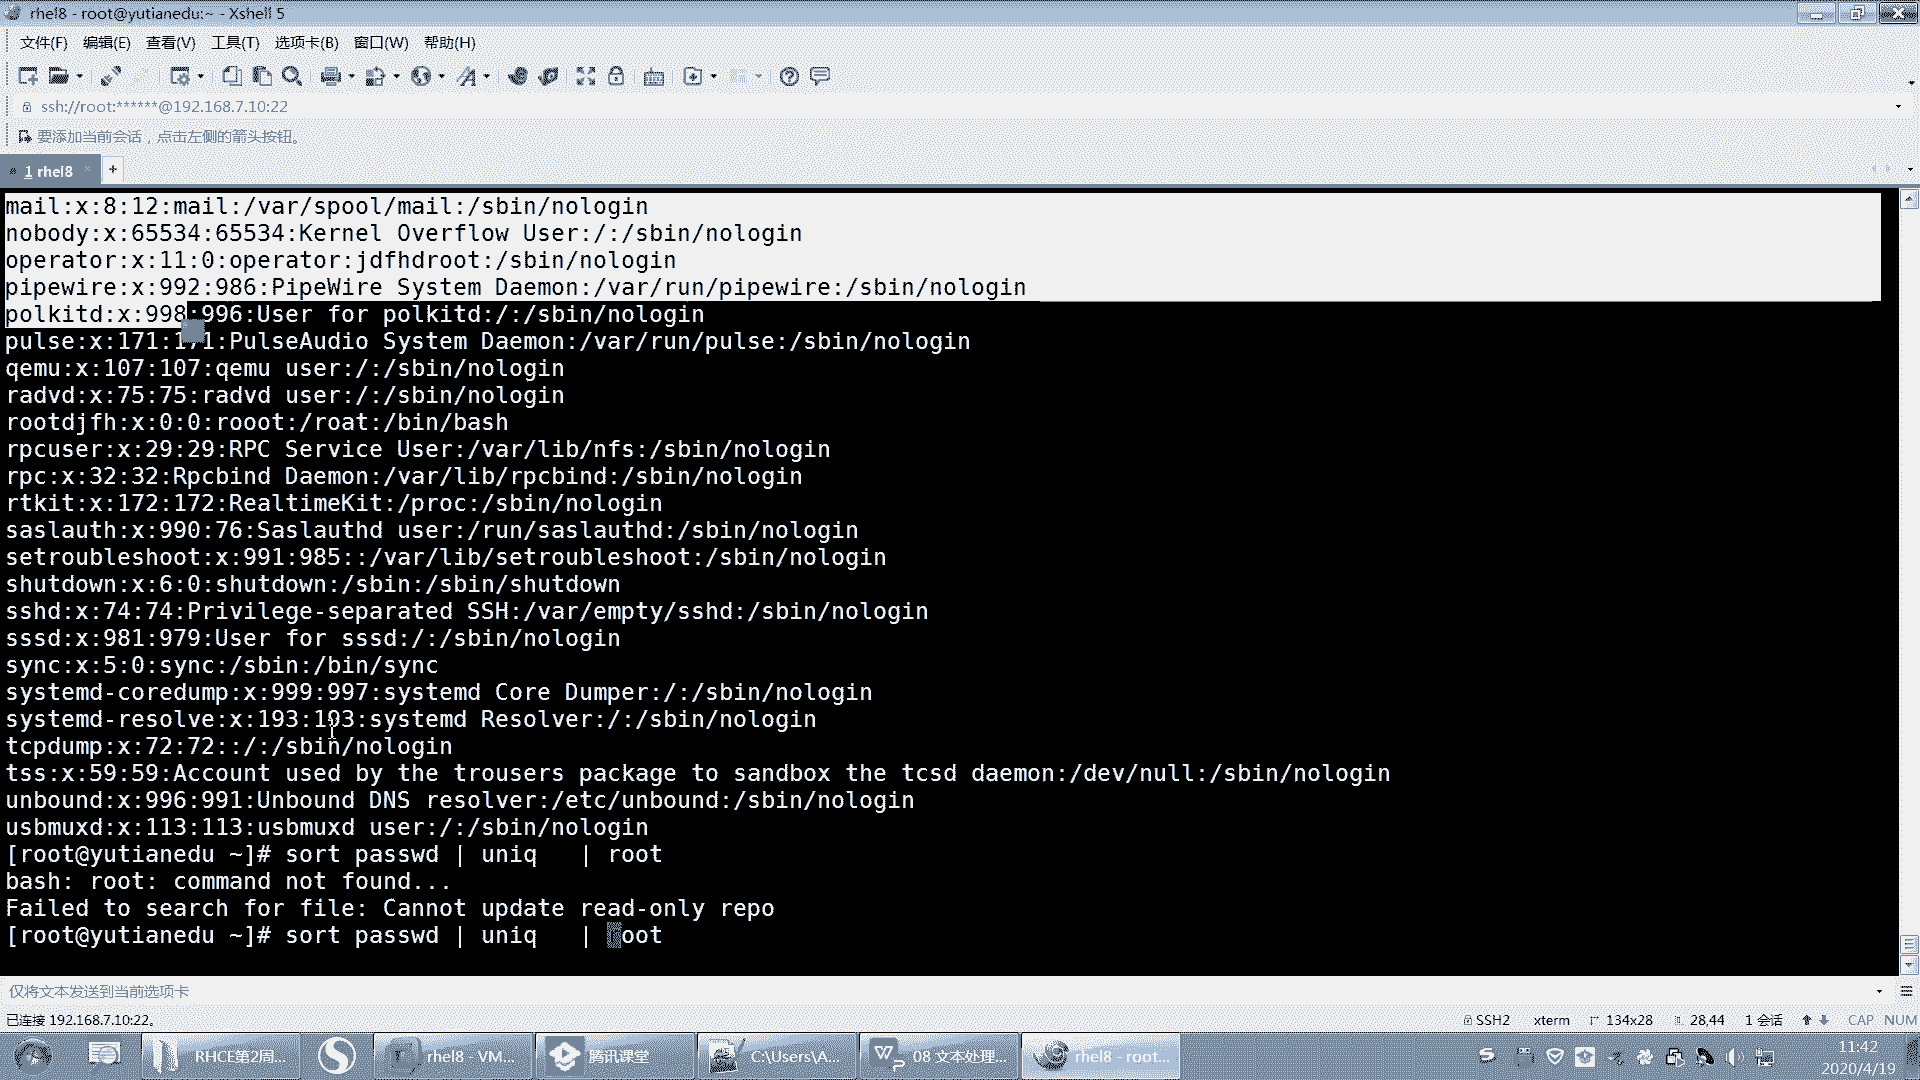 rhel8 - root@yutianedu:~ - Xshell 5
文件(F) 编辑(E) 查看(V) 工具(T) 选项卡(B) 窗口(W) 帮助(H)
ssh://root:******@192.168.7.10:22
要添加当前会话，点击左侧的箭头按钮。
1 rhel8
mail:x:8:12:mail:/var/spool/mail:/sbin/nologin
nobody:x:65534:65534:Kernel Overflow User:/:/sbin/nologin
operator:x:11:0:operator:jdfhdroot:/sbin/nologin
pipewire:x:992:986:PipeWire System Daemon:/var/run/pipewire:/sbin/nologin
polkitd:x:998:996:User for polkitd:/:/sbin/nologin
pulse:x:171:171:PulseAudio System Daemon:/var/run/pulse:/sbin/nologin
qemu:x:107:107:qemu user:/:/sbin/nologin
radvd:x:75:75:radvd user:/:/sbin/nologin
rootdjfh:x:0:0:rooot:/roat:/bin/bash
rpcuser:x:29:29:RPC Service User:/var/lib/nfs:/sbin/nologin
rpc:x:32:32:Rpcbind Daemon:/var/lib/rpcbind:/sbin/nologin
rtkit:x:172:172:RealtimeKit:/proc:/sbin/nologin
saslauth:x:990:76:Saslauthd user:/run/saslauthd:/sbin/nologin
setroubleshoot:x:991:985::/var/lib/setroubleshoot:/sbin/nologin
shutdown:x:6:0:shutdown:/sbin:/sbin/shutdown
sshd:x:74:74:Privilege-separated SSH:/var/empty/sshd:/sbin/nologin
sssd:x:981:979:User for sssd:/:/sbin/nologin
sync:x:5:0:sync:/sbin:/bin/sync
systemd-coredump:x:999:997:systemd Core Dumper:/:/sbin/nologin
systemd-resolve:x:193:193:systemd Resolver:/:/sbin/nologin
tcpdump:x:72:72::/:/sbin/nologin
tss:x:59:59:Account used by the trousers package to sandbox the tcsd daemon:/dev/null:/sbin/nologin
unbound:x:996:991:Unbound DNS resolver:/etc/unbound:/sbin/nologin
usbmuxd:x:113:113:usbmuxd user:/:/sbin/nologin
[root@yutianedu ~]# sort passwd | uniq   | root
bash: root: command not found...
Failed to search for file: Cannot update read-only repo
[root@yutianedu ~]# sort passwd | uniq   | root
仅将文本发送到当前选项卡
已连接 192.168.7.10:22。 SSH2 xterm 134x28 28,44 1 会话 CAP NUM
RHCE第2周... rhel8 - VM... 腾讯课堂 C:\Users\A... 08 文本处理... rhel8 - root...
11:42
2020/4/19